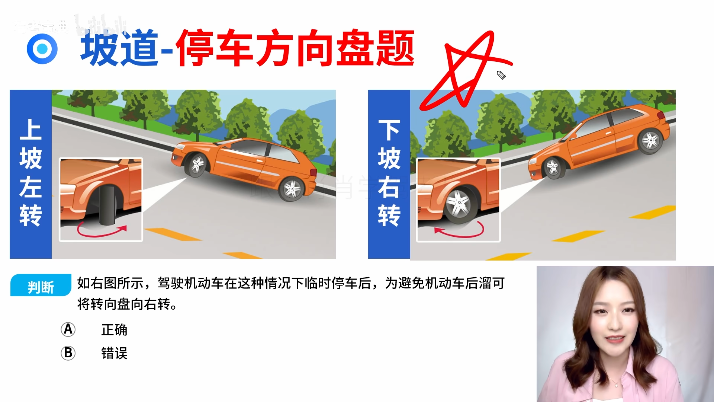 坡道-停车方向盘题
上坡左转
下坡右转
判断 如右图所示，驾驶机动车在这种情况下临时停车后，为避免机动车后溜可
将转向盘向右转。
A 正确
B 错误